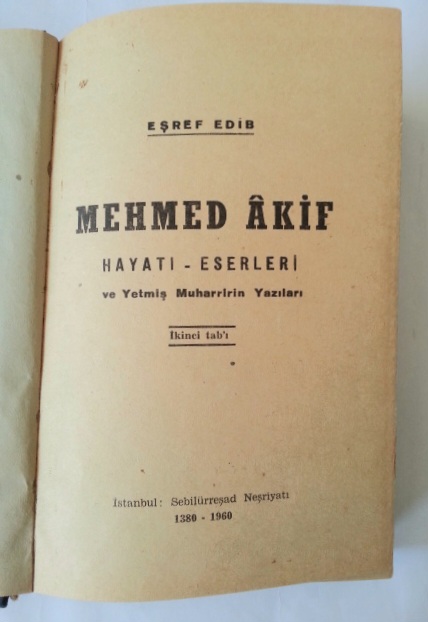 EŞREF EDİB
MEHMED ÂKİF
HAYATI - ESERLERİ
ve Yetmiş Muharririn Yazıları
İkinci tab'ı
İstanbul: Sebilürreşad Neşriyatı
1380 - 1960